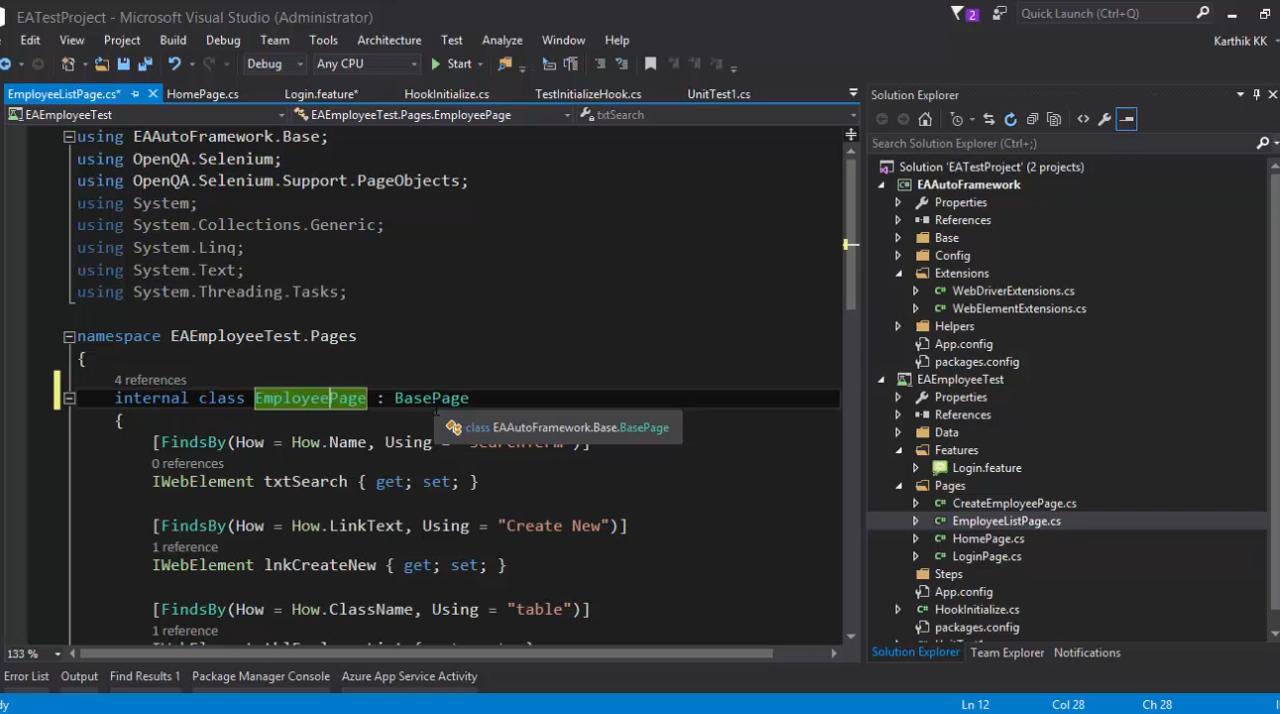 EATestProject - Microsoft Visual Studio (Administrator)
2
Quick Launch (Ctrl+Q)
Edit View Project Build Debug Team Tools Architecture Test Analyze Window Help
Karthik KK
Debug Any CPU Start
EmployeeListPage.cs* HomePage.cs Login.feature* HookInitialize.cs TestInitializeHook.cs UnitTest1.cs
EAEmployeeTest EAEmployeeTest.Pages.EmployeePage txtSearch
using EAAutoFramework.Base;
using OpenQA.Selenium;
using OpenQA.Selenium.Support.PageObjects;
using System;
using System.Collections.Generic;
using System.Linq;
using System.Text;
using System.Threading.Tasks;
namespace EAEmployeeTest.Pages
{
4 references
internal class EmployeePage : BasePage
{
class EAAutoFramework.Base.BasePage
[FindsBy(How = How.Name, Using = )]
0 references
IWebElement txtSearch { get; set; }
[FindsBy(How = How.LinkText, Using = "Create New")]
1 reference
IWebElement lnkCreateNew { get; set; }
[FindsBy(How = How.ClassName, Using = "table")]
1 reference
133 %
Solution Explorer
Search Solution Explorer (Ctrl+;)
Solution 'EATestProject' (2 projects)
EAAutoFramework
Properties
References
Base
Config
Extensions
WebDriverExtensions.cs
WebElementExtensions.cs
Helpers
App.config
packages.config
EAEmployeeTest
Properties
References
Data
Features
Login.feature
Pages
CreateEmployeePage.cs
EmployeeListPage.cs
HomePage.cs
LoginPage.cs
Steps
App.config
HookInitialize.cs
packages.config
Solution Explorer Team Explorer Notifications
Error List Output Find Results 1 Package Manager Console Azure App Service Activity
Ln 12 Col 28 Ch 28